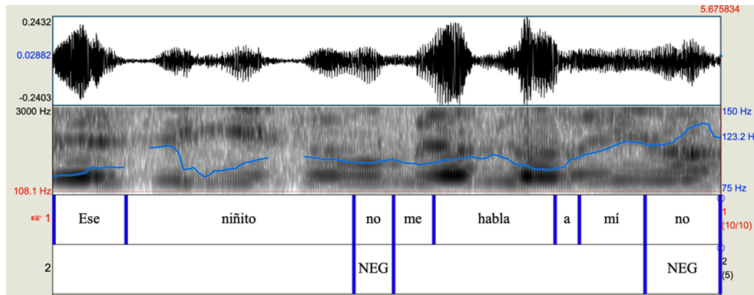 5.675834
0.2432
0.02882
-0.2403
3000 Hz
150 Hz
123.2 Hz
108.1 Hz
75 Hz
1 Ese niñito no me habla a mí no 1
(10/10)
2 NEG NEG 2
(5)